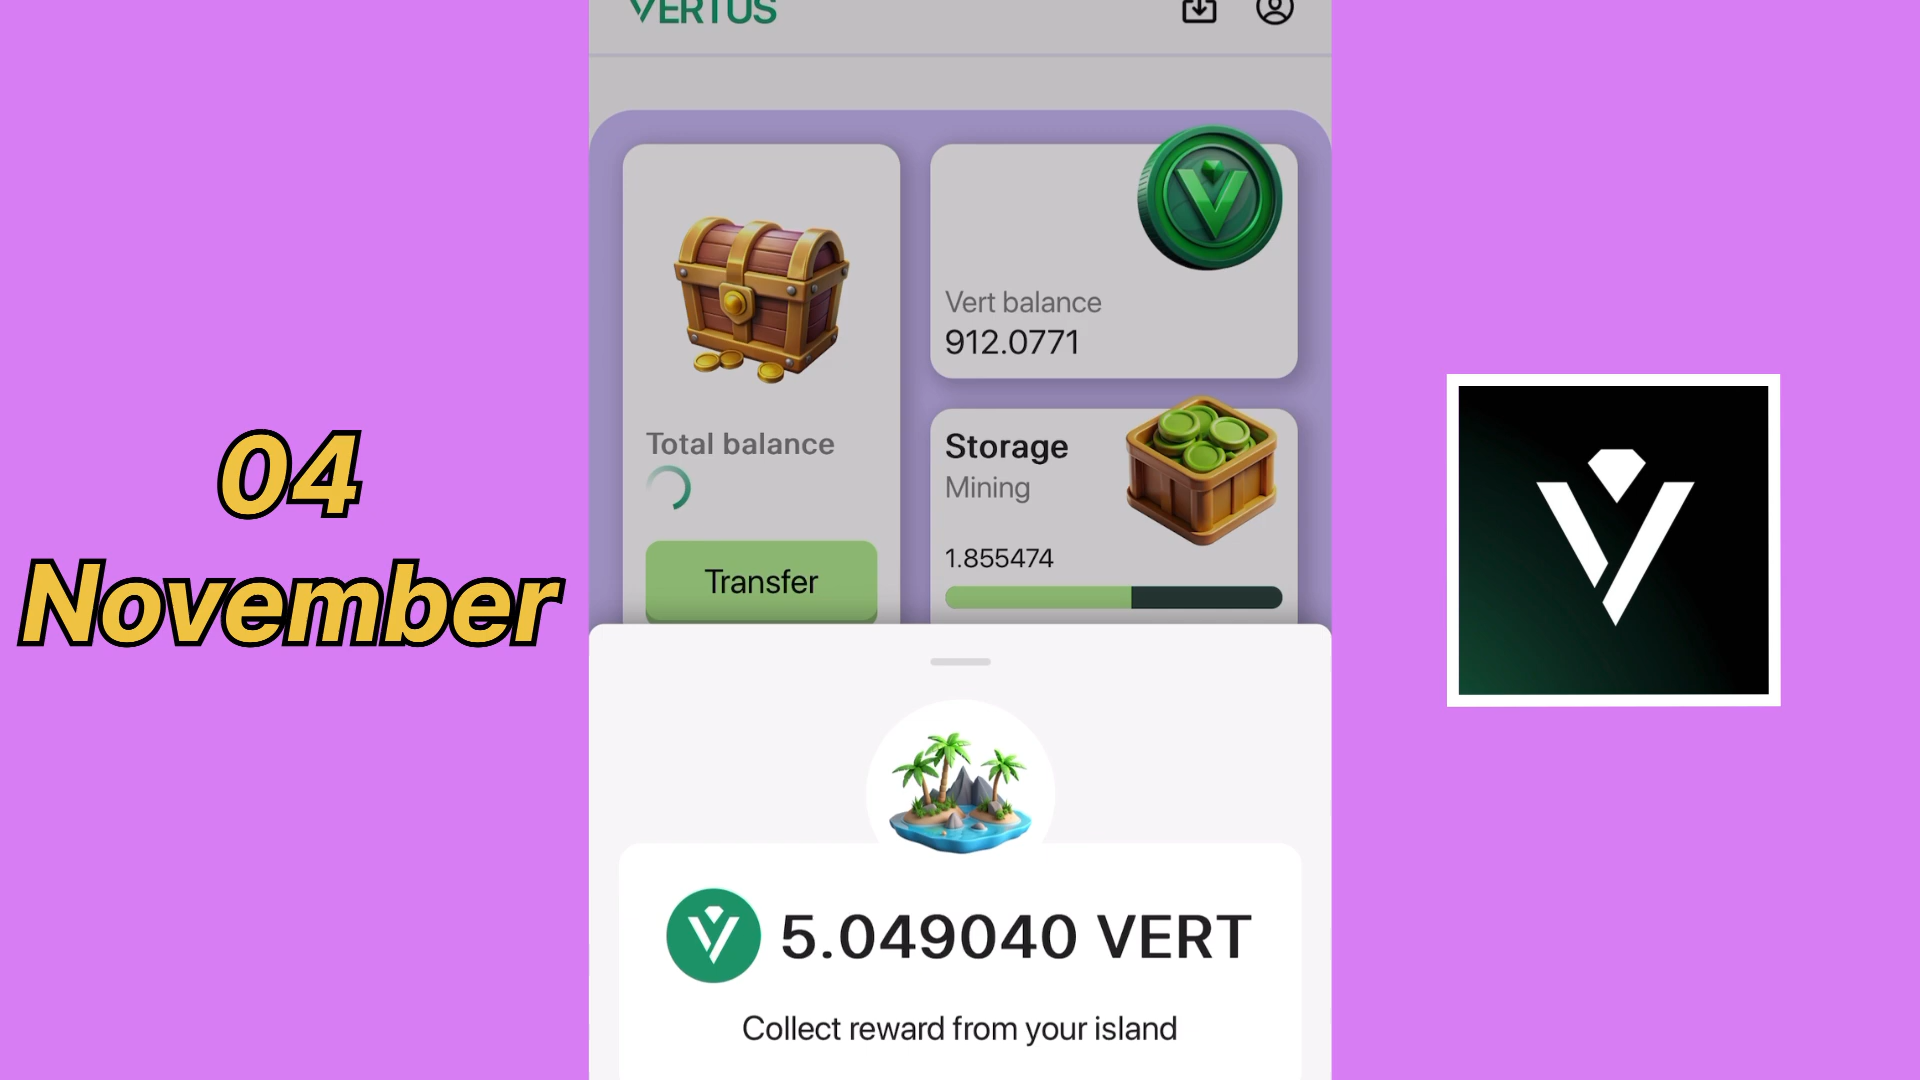 VERTUS
04
November
Total balance
Transfer
Vert balance
912.0771
Storage
Mining
1.855474
5.049040 VERT
Collect reward from your island